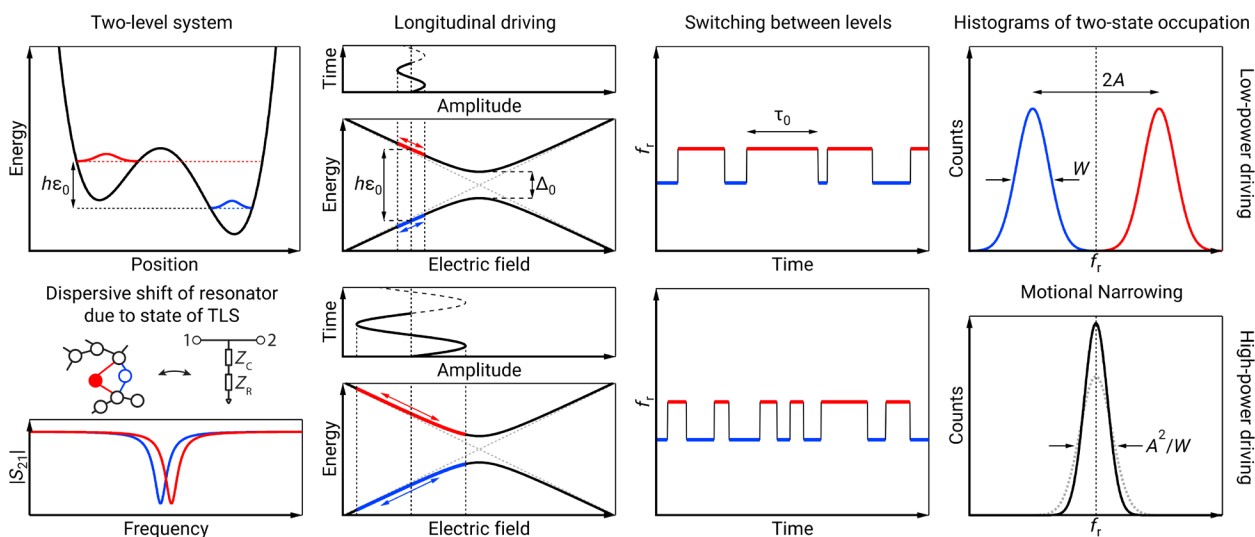 Two-level system
Energy
hε₀
Position
Longitudinal driving
Time
Amplitude
Energy
hε₀
Δ₀
Electric field
Switching between levels
fᵣ
τ₀
Time
Histograms of two-state occupation
Counts
2A
W
fᵣ
Low-power driving
Dispersive shift of resonator
due to state of TLS
1
2
Z_C
Z_R
|S₂₁|
Frequency
Time
Amplitude
Energy
Electric field
fᵣ
Time
Motional Narrowing
Counts
A²/W
fᵣ
High-power driving